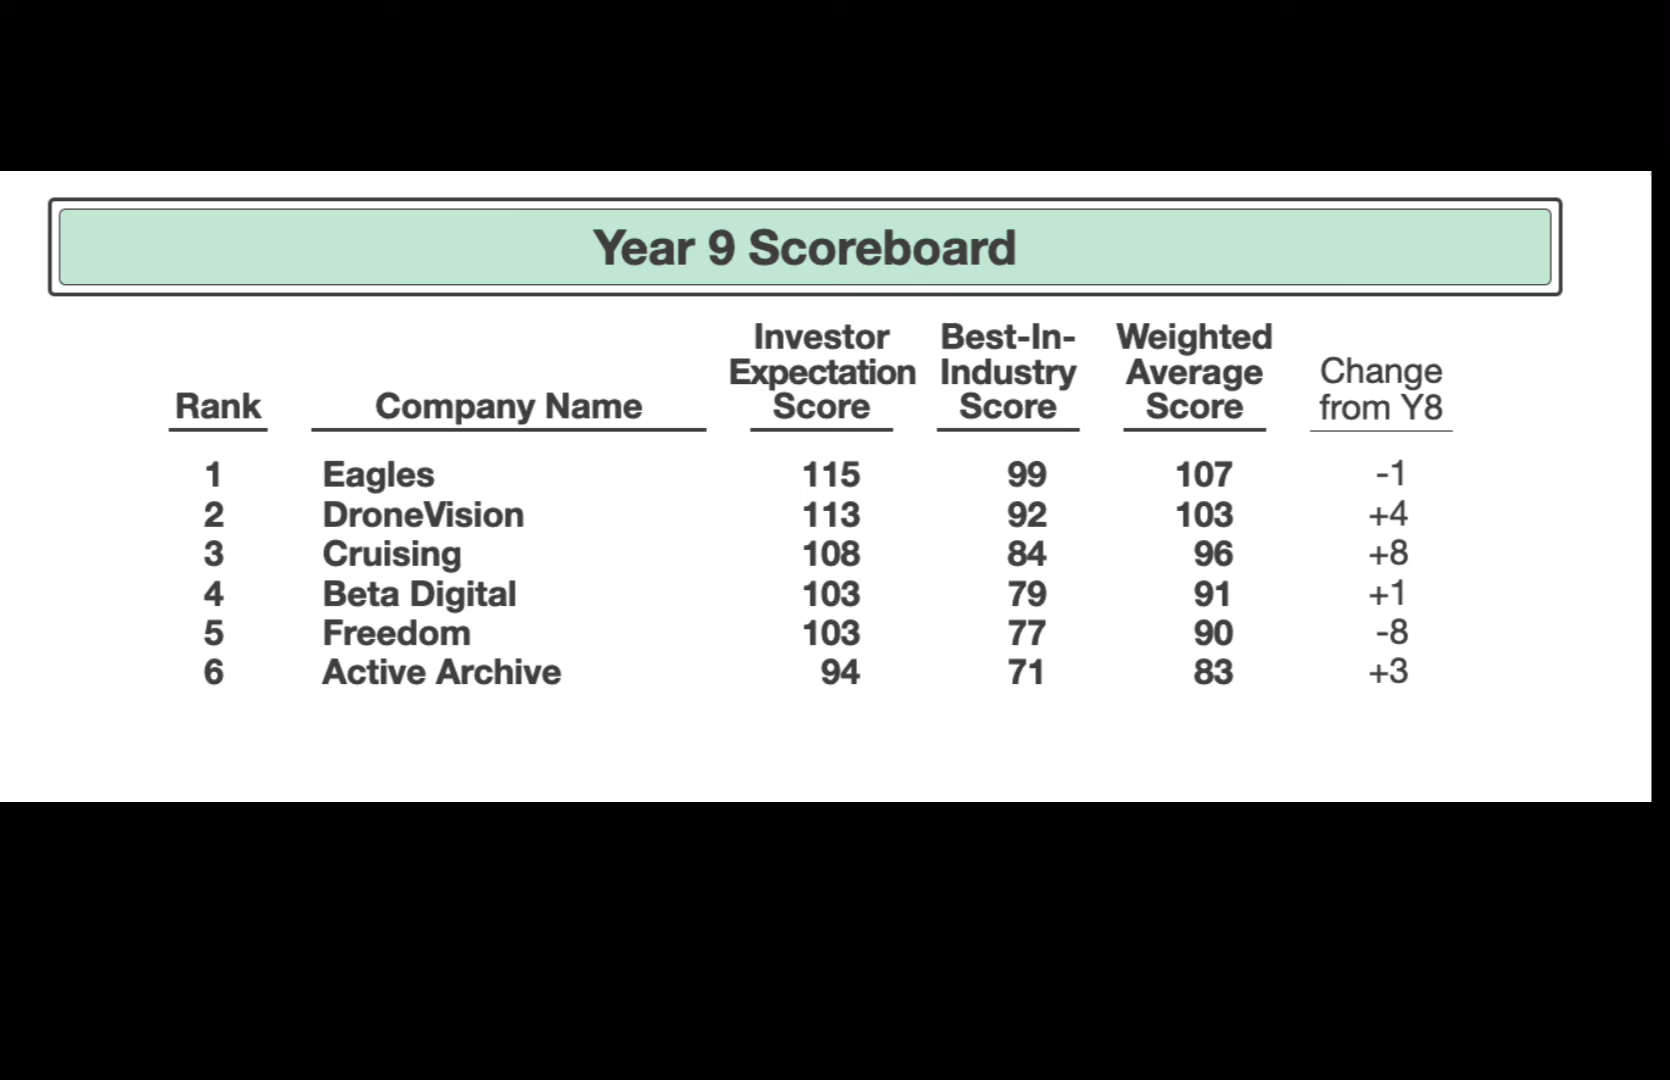 Year 9 Scoreboard
Investor Best-In- Weighted
Expectation Industry Average Change
Rank Company Name Score Score Score from Y8
1 Eagles 115 99 107 -1
2 DroneVision 113 92 103 +4
3 Cruising 108 84 96 +8
4 Beta Digital 103 79 91 +1
5 Freedom 103 77 90 -8
6 Active Archive 94 71 83 +3